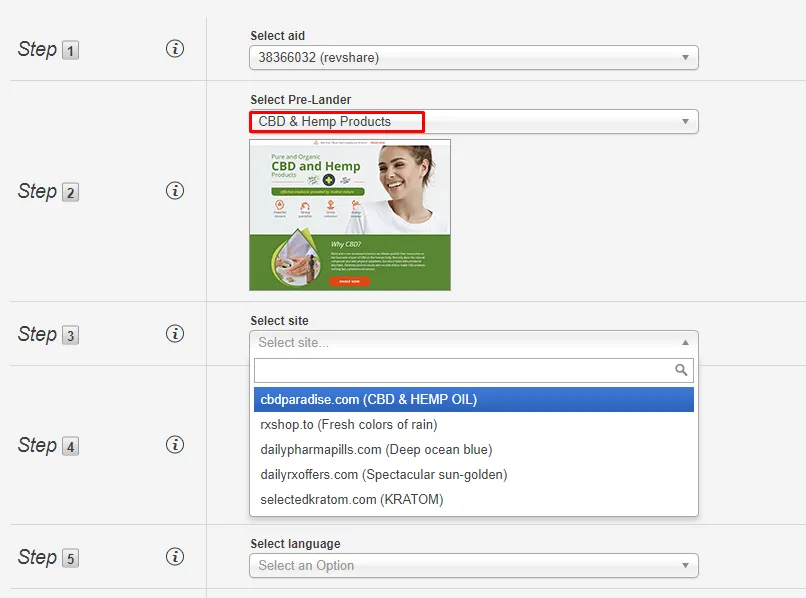 Select aid
Step 1
38366032 (revshare)
Select Pre-Lander
CBD & Hemp Products
Pure and Organic
CBD and Hemp
Products
Step 2
Why CBD?
Select site
Step 3
Select site...
cbdparadise.com (CBD & HEMP OIL)
rxshop.to (Fresh colors of rain)
Step 4
dailypharmapills.com (Deep ocean blue)
dailyrxoffers.com (Spectacular sun-golden)
selectedkratom.com (KRATOM)
Select language
Step 5
Select an Option